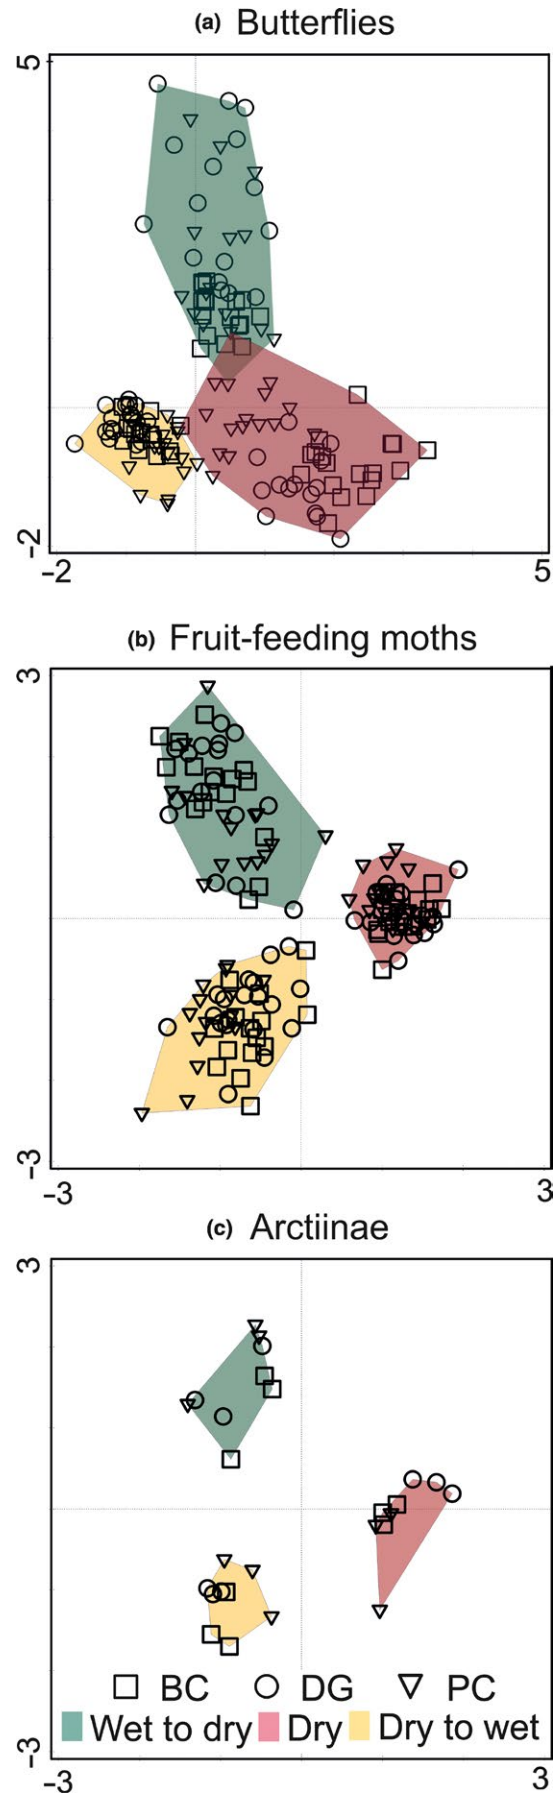 (a) Butterflies
5
-2
-2 5
(b) Fruit-feeding moths
3
-3
-3 3
(c) Arctiinae
3
BC DG PC
Wet to dry Dry Dry to wet
-3
-3 3